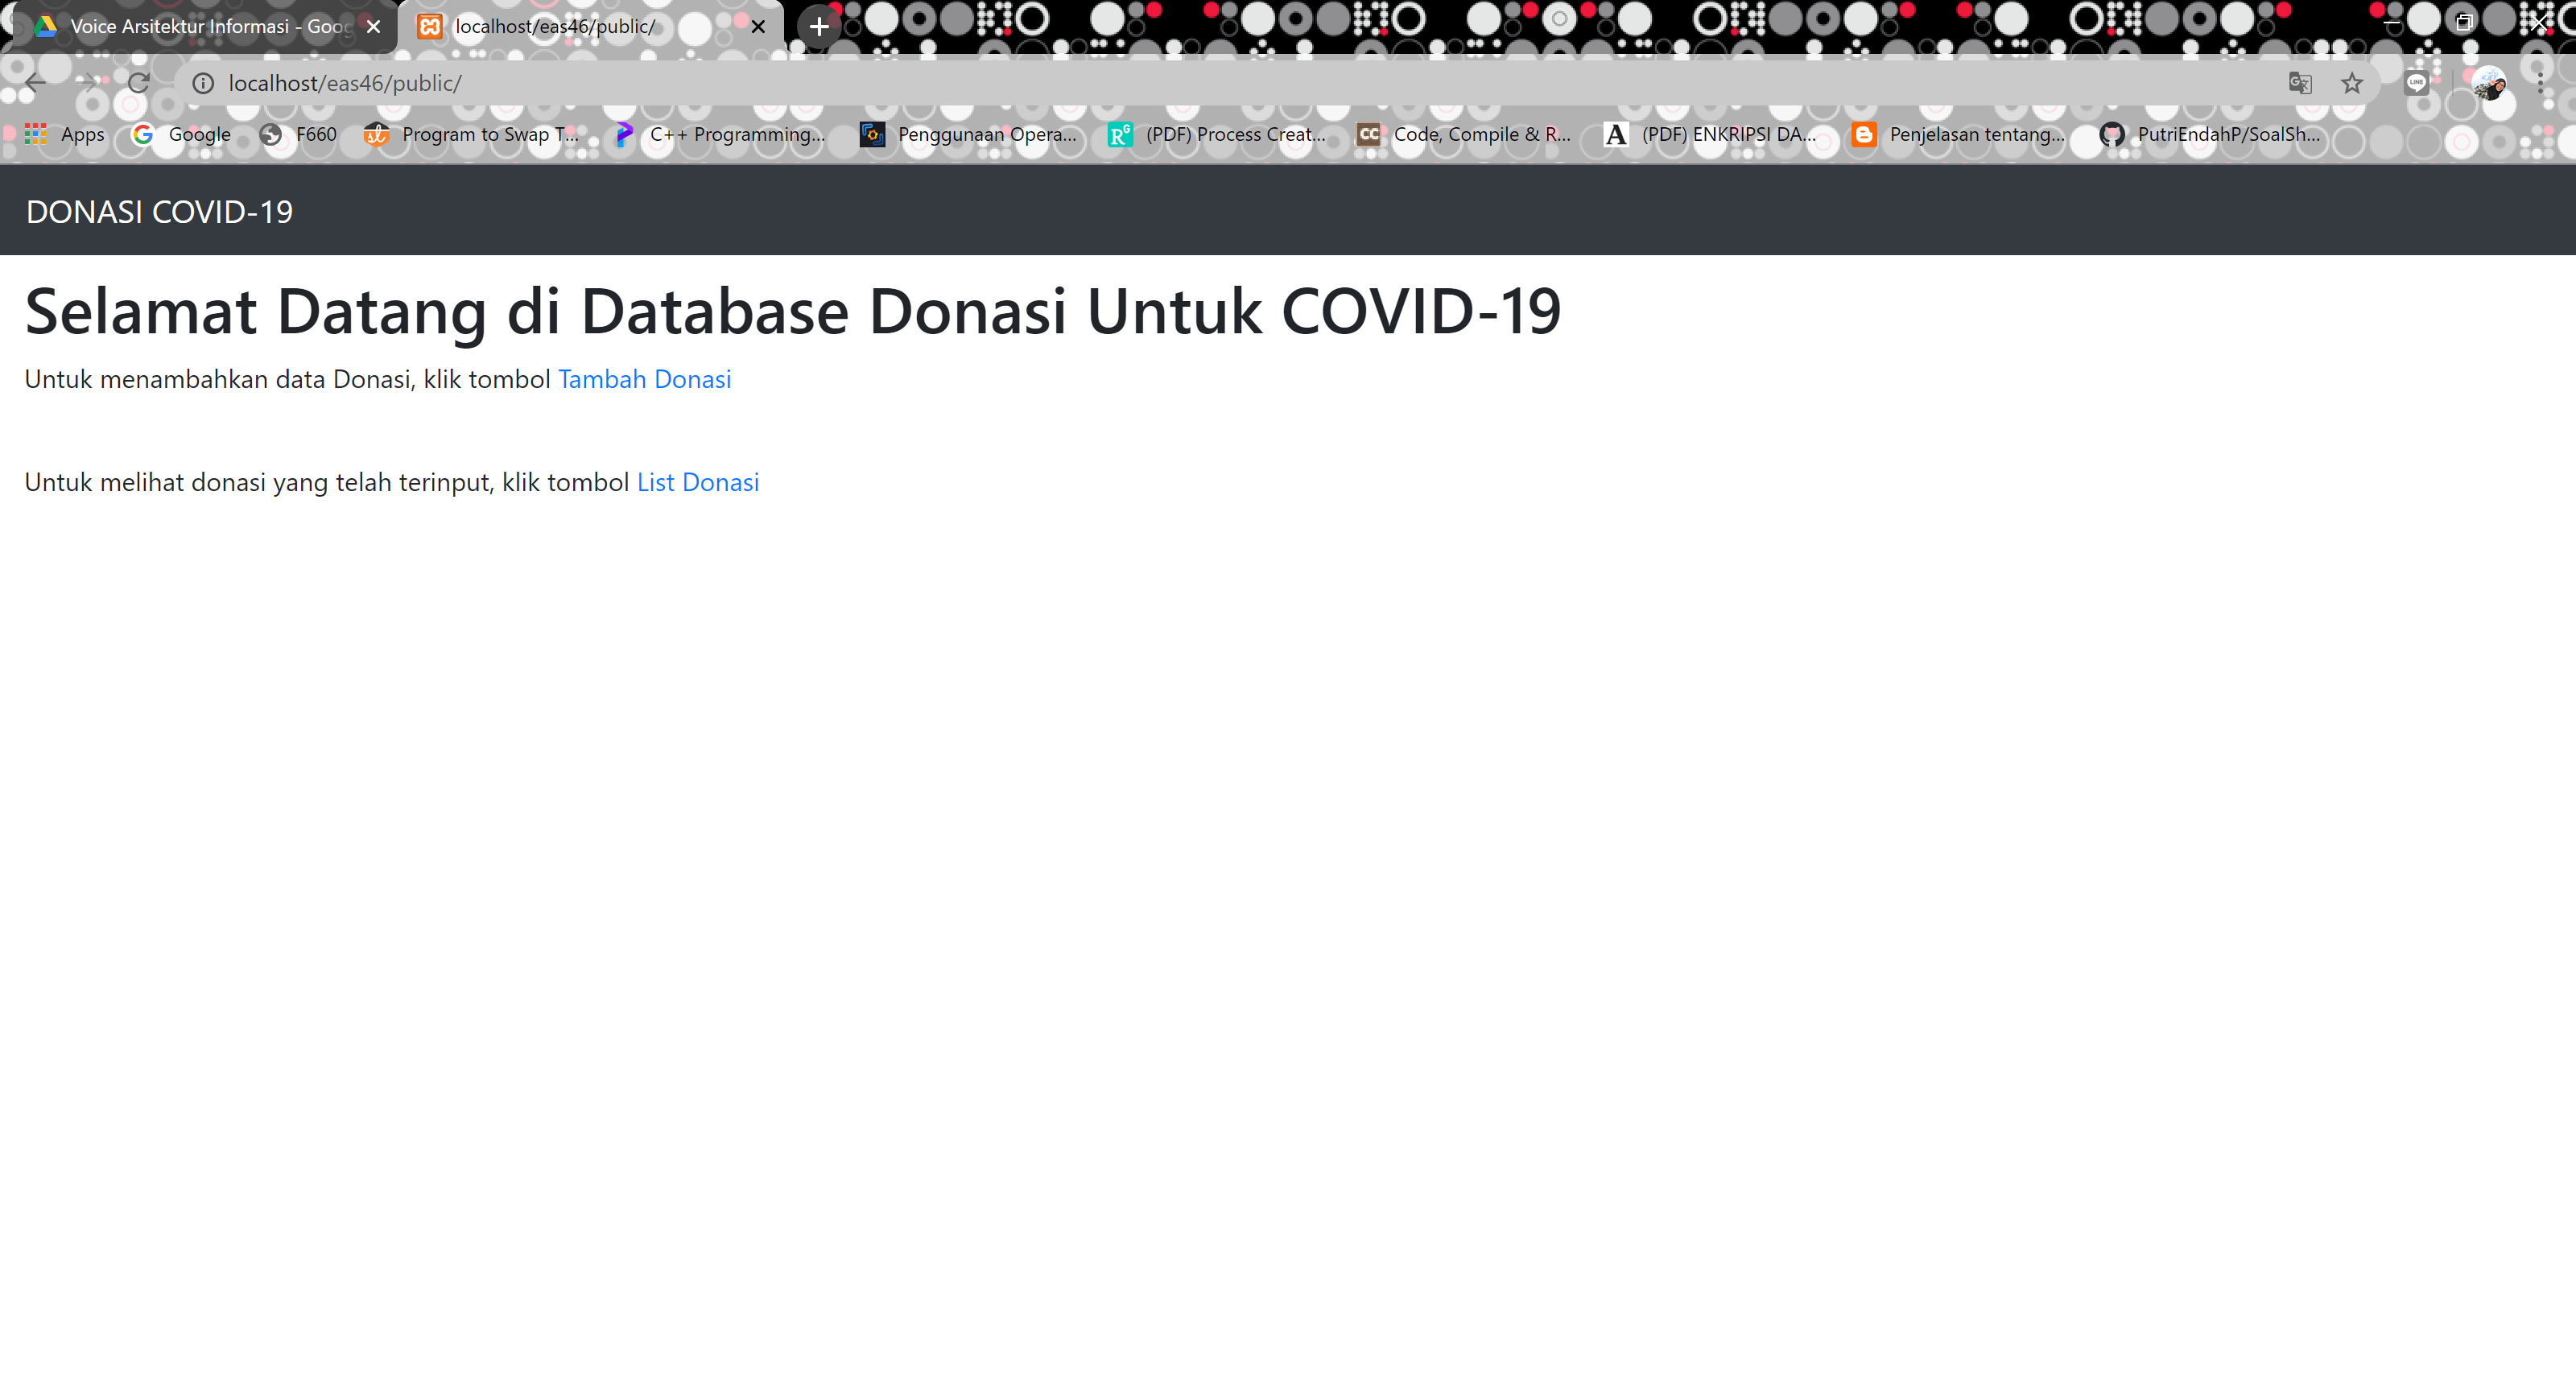 Voice Arsitektur Informasi - Goog
localhost/eas46/public/
localhost/eas46/public/
Apps
Google
F660
Program to Swap T...
C++ Programming...
Penggunaan Opera...
(PDF) Process Creat...
Code, Compile & R...
(PDF) ENKRIPSI DA...
Penjelasan tentang...
PutriEndahP/SoalSh...
DONASI COVID-19
Selamat Datang di Database Donasi Untuk COVID-19
Untuk menambahkan data Donasi, klik tombol Tambah Donasi
Untuk melihat donasi yang telah terinput, klik tombol List Donasi